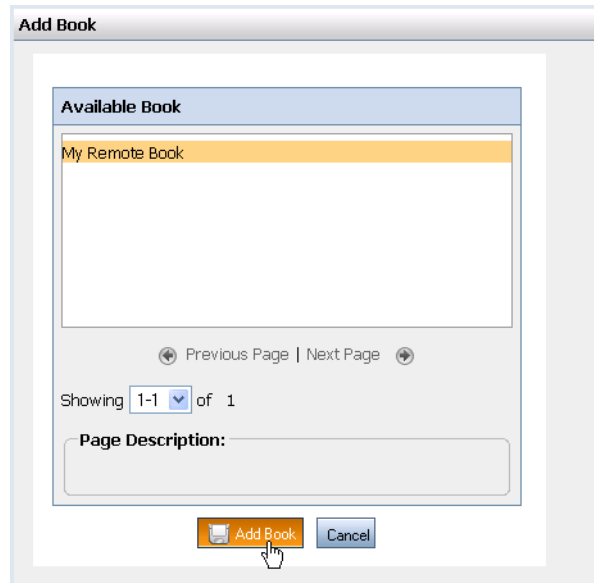 Add Book
Available Book
My Remote Book
Previous Page | Next Page
Showing 1-1 of 1
Page Description:
Add Book Cancel